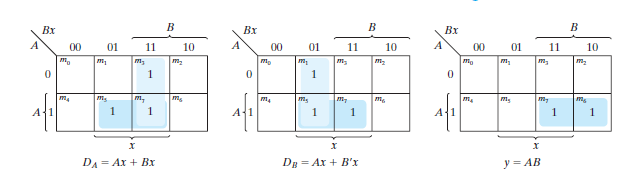 Bx
B
A
00 01 11 10
m₀ m₁ m₃ m₂
0
1
m₄ m₅ m₇ m₆
A 1
1 1
x
D_A = Ax + Bx
Bx
B
A
00 01 11 10
m₀ m₁ m₃ m₂
0
1
m₄ m₅ m₇ m₆
A 1
1 1
x
D_B = Ax + B'x
Bx
B
A
00 01 11 10
m₀ m₁ m₃ m₂
0
m₄ m₅ m₇ m₆
A 1
1 1
x
y = AB